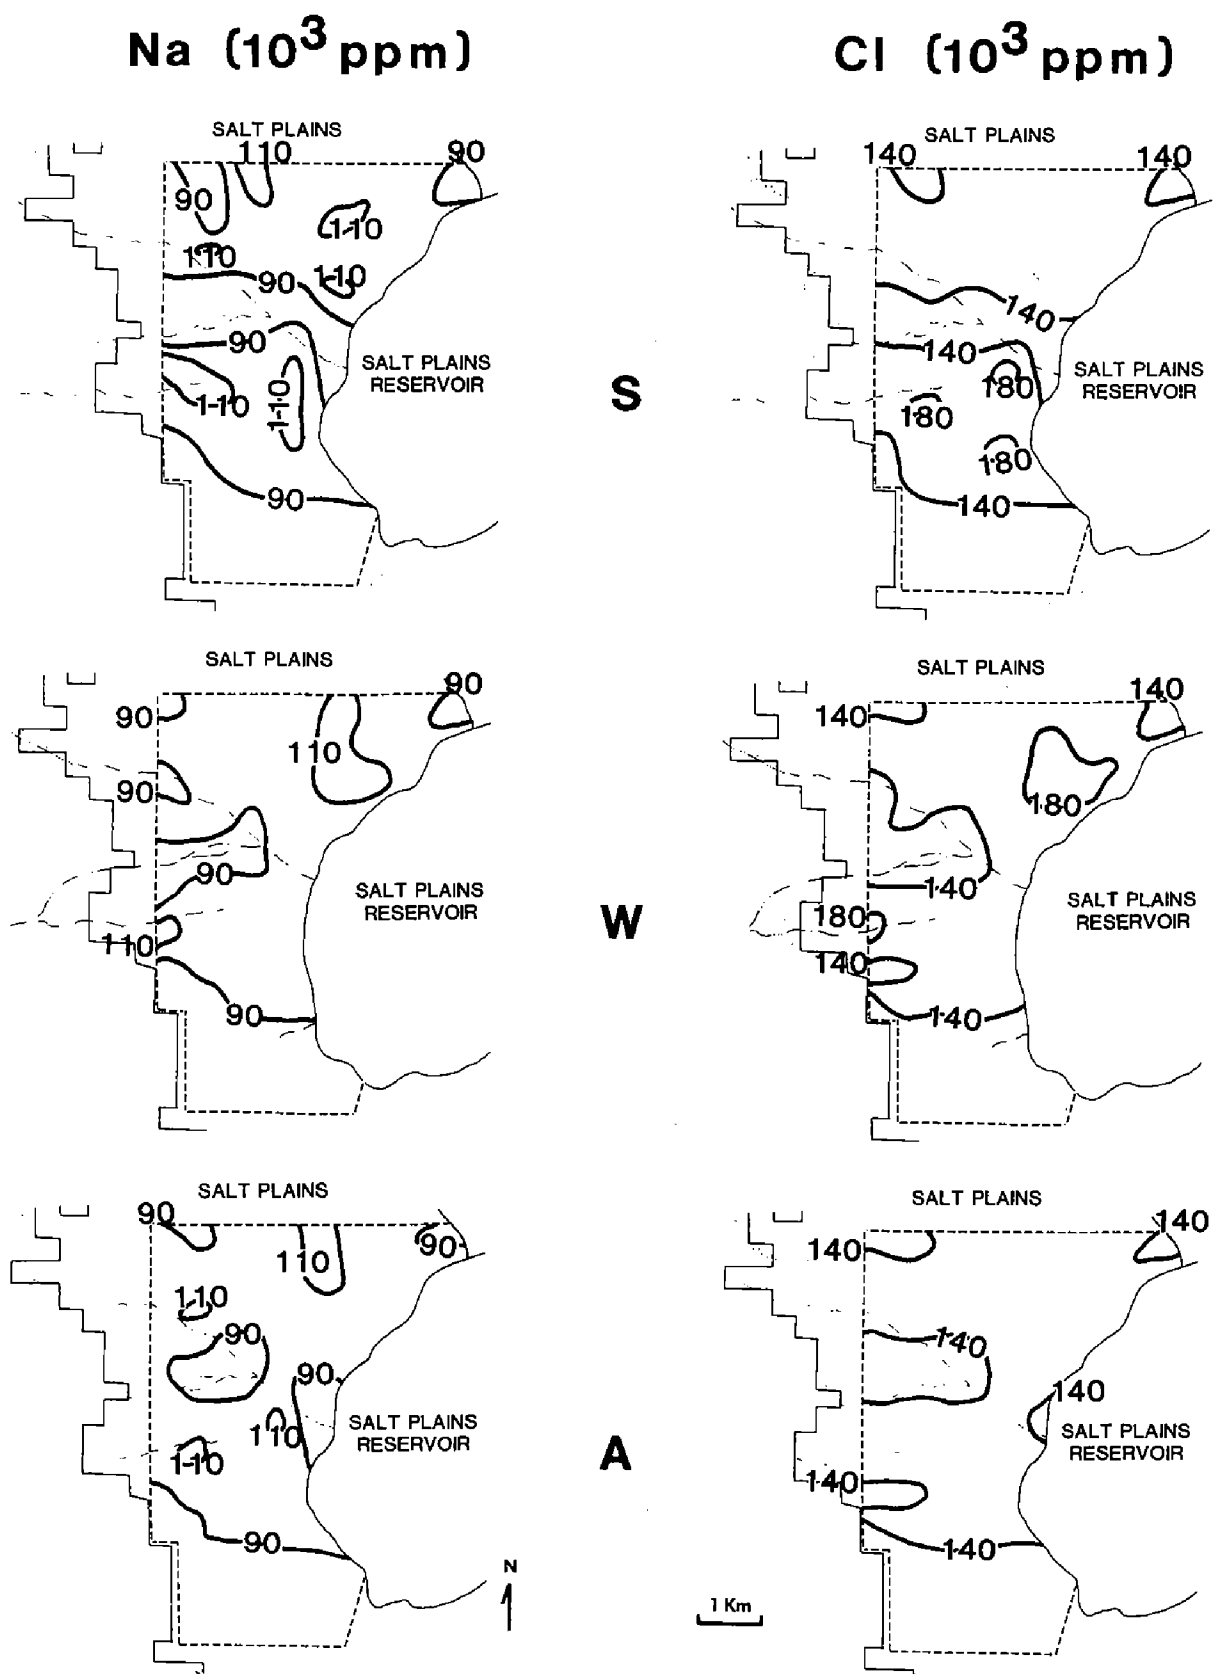 Na (10³ ppm)
Cl (10³ ppm)
SALT PLAINS
110
90
90
110
110
90
110
90
SALT PLAINS
RESERVOIR
110
110
90
SALT PLAINS
140
140
140
140
SALT PLAINS
RESERVOIR
180
180
180
140
S
SALT PLAINS
90
90
110
90
90
SALT PLAINS
RESERVOIR
110
90
SALT PLAINS
140
140
180
140
SALT PLAINS
RESERVOIR
180
140
140
W
SALT PLAINS
90
110
90
110
90
90
110
SALT PLAINS
RESERVOIR
110
90
N
SALT PLAINS
140
140
140
140
SALT PLAINS
RESERVOIR
140
140
A
1 Km